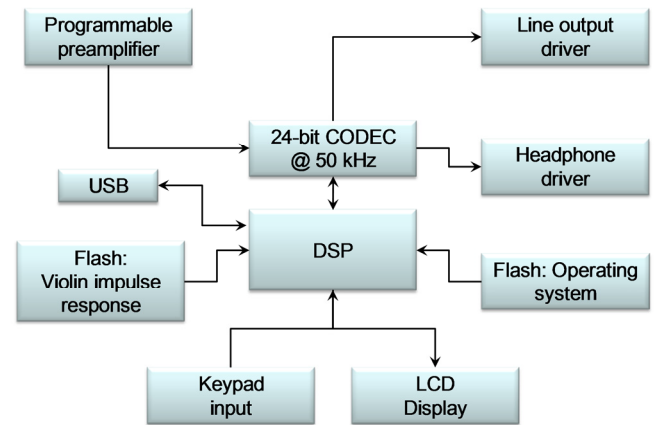 Programmable
preamplifier
Line output
driver
24-bit CODEC
@ 50 kHz
Headphone
driver
USB
DSP
Flash:
Violin impulse
response
Flash: Operating
system
Keypad
input
LCD
Display